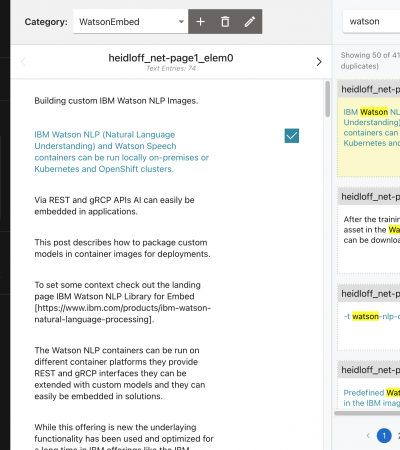 Category: WatsonEmbed
heidloff_net-page1_elem0
Text Entries: 74
Building custom IBM Watson NLP Images.
IBM Watson NLP (Natural Language
Understanding) and Watson Speech
containers can be run locally on-premises or
Kubernetes and OpenShift clusters.
Via REST and gRCP APIs AI can easily be
embedded in applications.
This post describes how to package custom
models in container images for deployments.
To set some context check out the landing
page IBM Watson NLP Library for Embed
[https://www.ibm.com/products/ibm-watson-
natural-language-processing].
The Watson NLP containers can be run on
different container platforms they provide
REST and gRCP interfaces they can be
extended with custom models and they can
easily be embedded in solutions.
While this offering is new the underlaying
functionality has been used and optimized for
a long time in IBM offerings like the IBM
watson
Showing 50 of 41
duplicates)
heidloff_net-p
IBM Watson NL
Understanding)
containers can
Kubernetes and
heidloff_net-p
After the trainin
asset in the Wa
can be downloa
heidloff_net-p
-t watson-nlp-c
heidloff_net-p
Predefined Wat
in the IBM imag
1